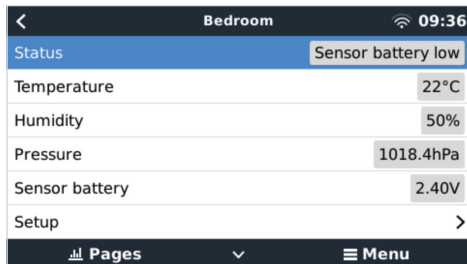 Bedroom 09:36
Status Sensor battery low
Temperature 22°C
Humidity 50%
Pressure 1018.4hPa
Sensor battery 2.40V
Setup
Pages Menu